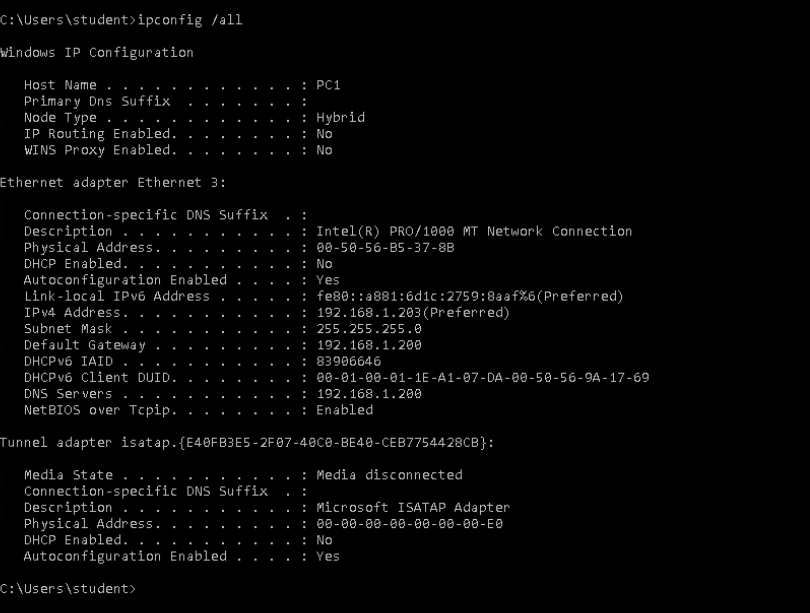 C:\Users\student>ipconfig /all
Windows IP Configuration
Host Name . . . . . . . . . . . . : PC1
Primary Dns Suffix  . . . . . . . :
Node Type . . . . . . . . . . . . : Hybrid
IP Routing Enabled. . . . . . . . : No
WINS Proxy Enabled. . . . . . . . : No
Ethernet adapter Ethernet 3:
Connection-specific DNS Suffix  . :
Description . . . . . . . . . . . : Intel(R) PRO/1000 MT Network Connection
Physical Address. . . . . . . . . : 00-50-56-B5-37-8B
DHCP Enabled. . . . . . . . . . . : No
Autoconfiguration Enabled . . . . : Yes
Link-local IPv6 Address . . . . . : fe80::a881:6d1c:2759:8aaf%6(Preferred)
IPv4 Address. . . . . . . . . . . : 192.168.1.203(Preferred)
Subnet Mask . . . . . . . . . . . : 255.255.255.0
Default Gateway . . . . . . . . . : 192.168.1.200
DHCPv6 IAID . . . . . . . . . . . : 83906646
DHCPv6 Client DUID. . . . . . . . : 00-01-00-01-1E-A1-07-DA-00-50-56-9A-17-69
DNS Servers . . . . . . . . . . . : 192.168.1.200
NetBIOS over Tcpip. . . . . . . . : Enabled
Tunnel adapter isatap.{E40FB3E5-2F07-40C0-BE40-CEB7754428CB}:
Media State . . . . . . . . . . . : Media disconnected
Connection-specific DNS Suffix  . :
Description . . . . . . . . . . . : Microsoft ISATAP Adapter
Physical Address. . . . . . . . . : 00-00-00-00-00-00-00-E0
DHCP Enabled. . . . . . . . . . . : No
Autoconfiguration Enabled . . . . : Yes
C:\Users\student>